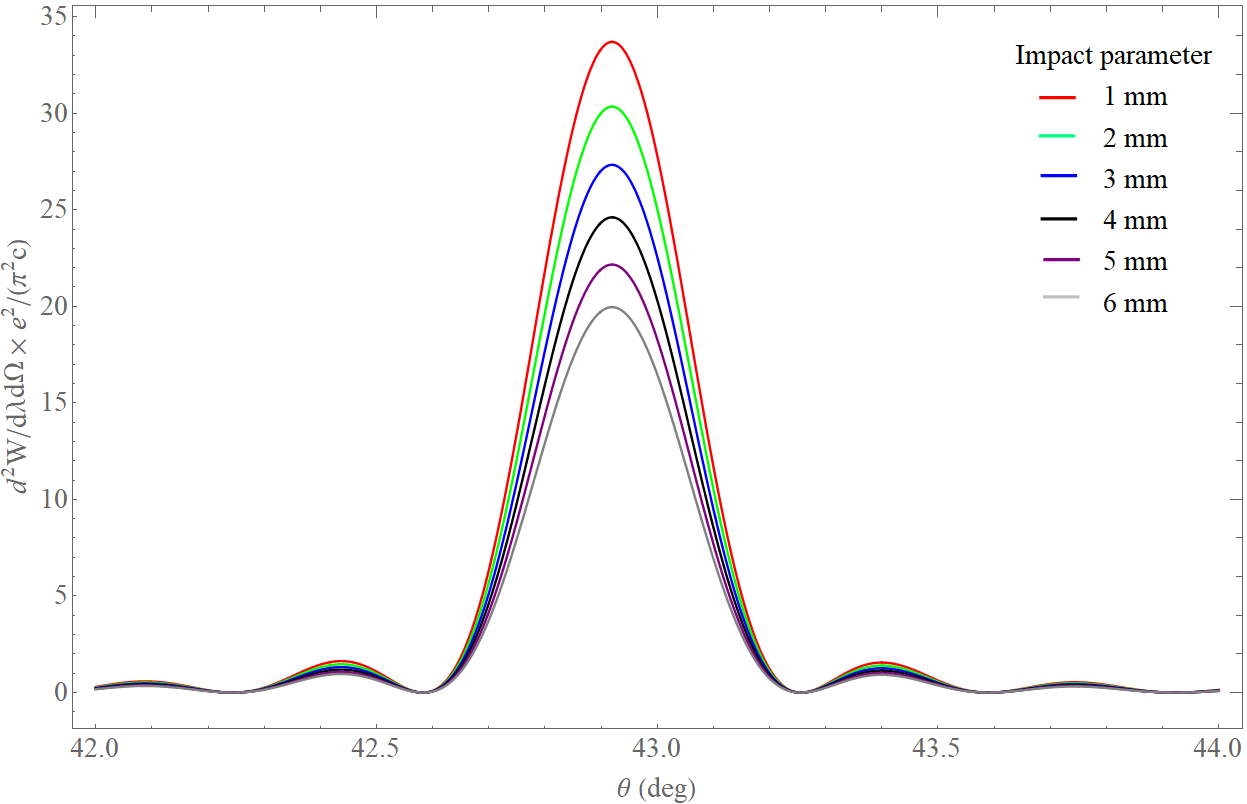 35
30
25
20
15
10
5
0
d²W/dλdΩ × e²/(π²c)
Impact parameter
1 mm
2 mm
3 mm
4 mm
5 mm
6 mm
42.0 42.5 43.0 43.5 44.0
θ (deg)